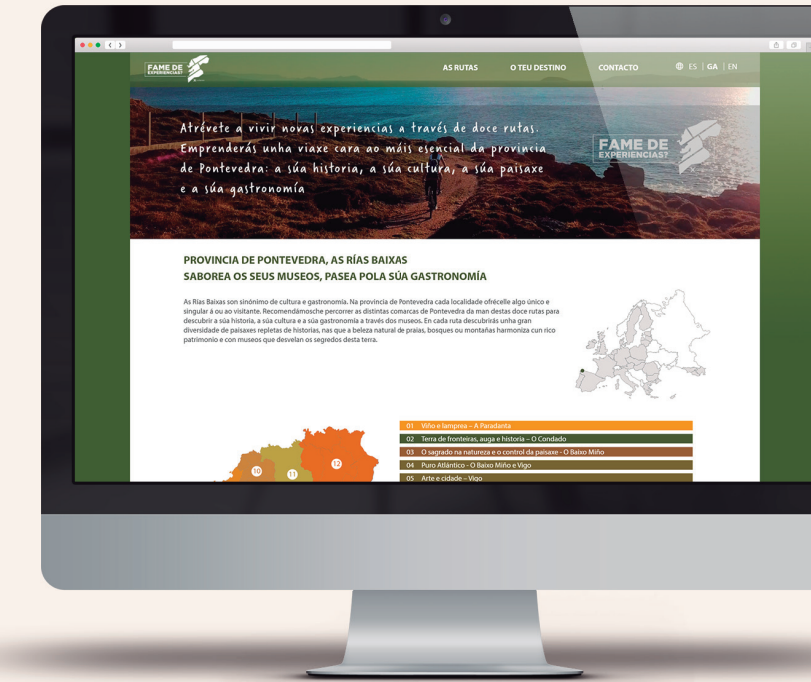 FAME DE
EXPERIENCIAS?
AS RUTAS
O TEU DESTINO
CONTACTO
ES | GA | EN
Atrévete a vivir novas experiencias a través de doce rutas.
Emprenderás unha viaxe cara ao máis esencial da provincia
de Pontevedra: a súa historia, a súa cultura, a súa paisaxe
e a súa gastronomía
FAME DE
EXPERIENCIAS?
PROVINCIA DE PONTEVEDRA, AS RÍAS BAIXAS
SABOREA OS SEUS MUSEOS, PASEA POLA SÚA GASTRONOMÍA
As Rías Baixas son sinónimo de cultura e gastronomía. Na provincia de Pontevedra cada localidade ofrécelle algo único e
singular á ou ao visitante. Recomendámosche percorrer as distintas comarcas de Pontevedra da man destas doce rutas para
descubrir a súa historia, a súa cultura e a súa gastronomía a través dos museos. En cada ruta descubrirás unha gran
diversidade de paisaxes repletas de historias, nas que a beleza natural de praias, bosques ou montañas harmoniza cun rico
patrimonio e con museos que desvelan os segredos desta terra.
10
11
12
01 Viño e lamprea – A Paradanta
02 Terra de fronteiras, auga e historia – O Condado
03 O sagrado na natureza e o control da paisaxe - O Baixo Miño
04 Puro Atlántico - O Baixo Miño e Vigo
05 Arte e cidade – Vigo